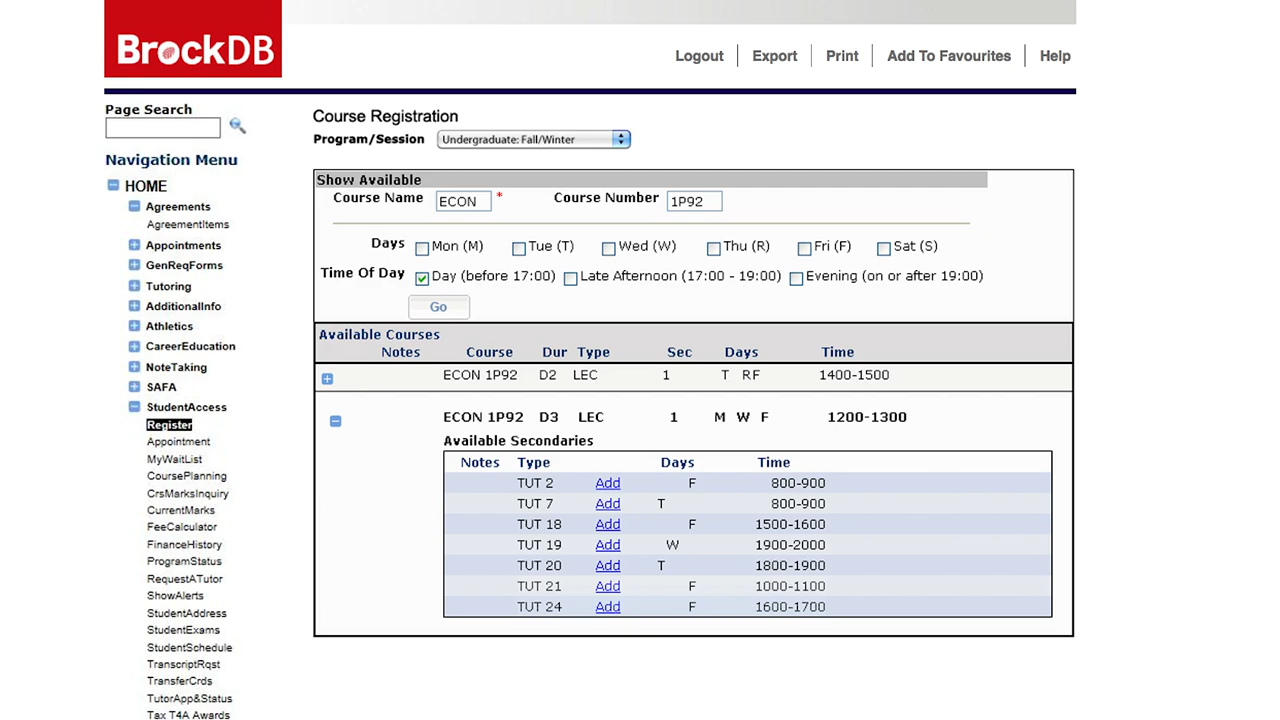 BrockDB
Logout Export Print Add To Favourites Help
Page Search
Navigation Menu
HOME
Agreements
AgreementItems
Appointments
GenReqForms
Tutoring
AdditionalInfo
Athletics
CareerEducation
NoteTaking
SAFA
StudentAccess
Register
Appointment
MyWaitList
CoursePlanning
CrsMarksInquiry
CurrentMarks
FeeCalculator
FinanceHistory
ProgramStatus
RequestATutor
ShowAlerts
StudentAddress
StudentExams
StudentSchedule
TranscriptRqst
TransferCrds
TutorApp&Status
Tax T4A Awards
Course Registration
Program/Session Undergraduate: Fall/Winter
Show Available
Course Name ECON * Course Number 1P92
Days Mon (M) Tue (T) Wed (W) Thu (R) Fri (F) Sat (S)
Time Of Day Day (before 17:00) Late Afternoon (17:00 - 19:00) Evening (on or after 19:00)
Go
Available Courses
Notes Course Dur Type Sec Days Time
ECON 1P92 D2 LEC 1 T RF 1400-1500
ECON 1P92 D3 LEC 1 M W F 1200-1300
Available Secondaries
Notes Type Days Time
TUT 2 Add F 800-900
TUT 7 Add T 800-900
TUT 18 Add F 1500-1600
TUT 19 Add W 1900-2000
TUT 20 Add T 1800-1900
TUT 21 Add F 1000-1100
TUT 24 Add F 1600-1700